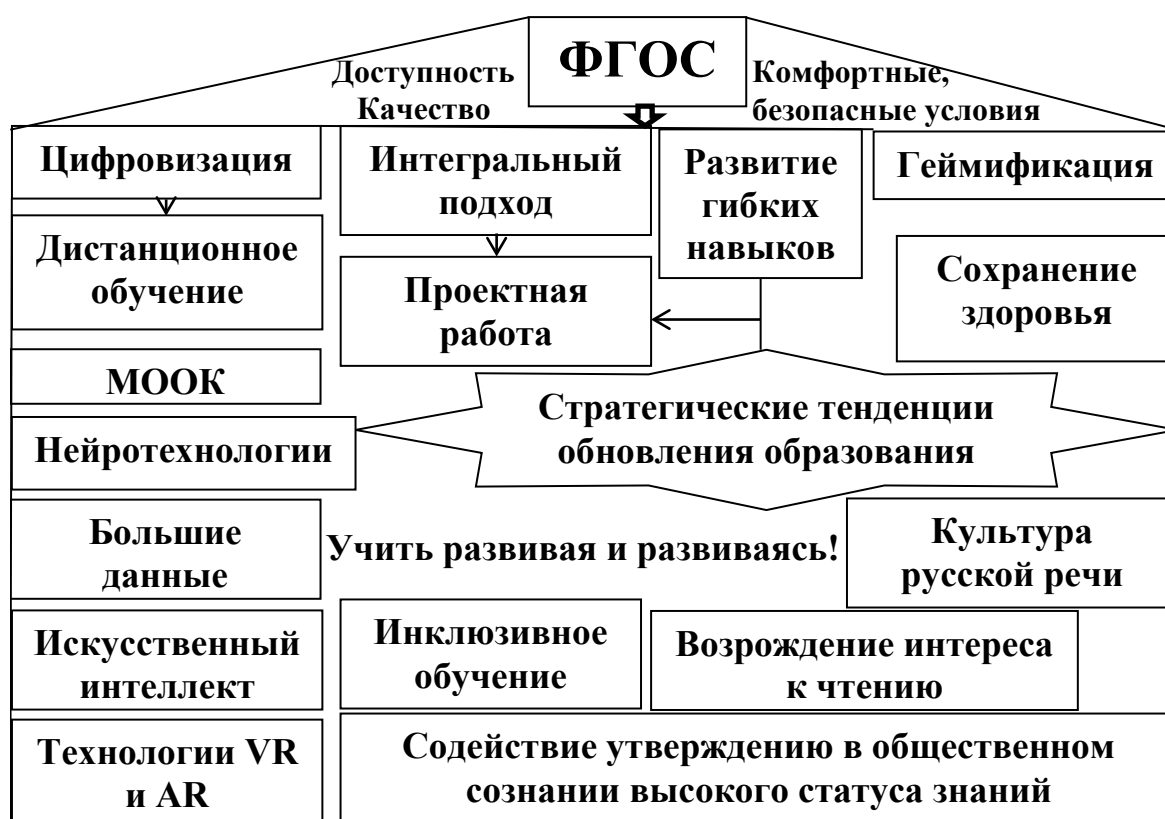 ФГОС
Доступность
Качество
Комфортные,
безопасные условия
Цифровизация
Интегральный
подход
Развитие
гибких
навыков
Геймификация
Дистанционное
обучение
Проектная
работа
Сохранение
здоровья
МООК
Стратегические тенденции
обновления образования
Нейротехнологии
Большие
данные
Учить развивая и развиваясь!
Культура
русской речи
Искусственный
интеллект
Инклюзивное
обучение
Возрождение интереса
к чтению
Технологии VR
и AR
Содействие утверждению в общественном
сознании высокого статуса знаний